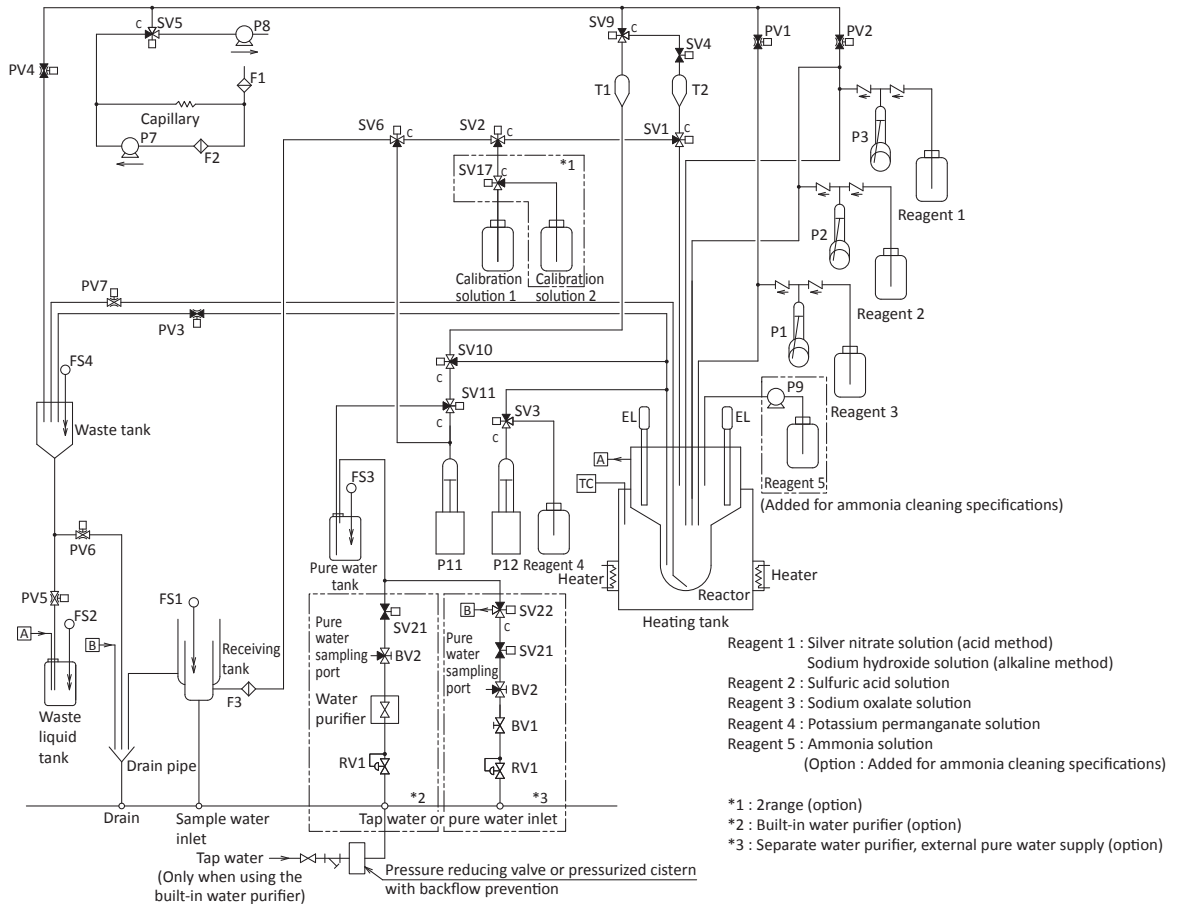 SV5
C
P8
SV9
C
SV4
PV1
PV2
PV4
F1
T1
T2
Capillary
P7
F2
SV6
C
SV2
C
SV1
C
P3
Reagent 1
*1
SV17
C
P2
Reagent 2
Calibration
solution 1
Calibration
solution 2
PV7
PV3
P1
Reagent 3
FS4
SV10
C
SV11
C
SV3
C
P9
EL
EL
Waste tank
A
TC
Reagent 5
(Added for ammonia cleaning specifications)
FS3
PV6
Pure water
tank
P11
P12
Reagent 4
Heater
Heater
Reactor
Heating tank
PV5
FS2
FS1
A
B
Receiving
tank
F3
Waste
liquid
tank
Drain pipe
Pure
water
sampling
port
SV21
BV2
Water
purifier
RV1
*2
B
SV22
C
Pure
water
sampling
port
SV21
BV2
BV1
RV1
*3
Drain
Sample water
inlet
Tap water or pure water inlet
Tap water
(Only when using the
built-in water purifier)
Pressure reducing valve or pressurized cistern
with backflow prevention
Reagent 1 : Silver nitrate solution (acid method)
Sodium hydroxide solution (alkaline method)
Reagent 2 : Sulfuric acid solution
Reagent 3 : Sodium oxalate solution
Reagent 4 : Potassium permanganate solution
Reagent 5 : Ammonia solution
(Option : Added for ammonia cleaning specifications)
*1 : 2range (option)
*2 : Built-in water purifier (option)
*3 : Separate water purifier, external pure water supply (option)